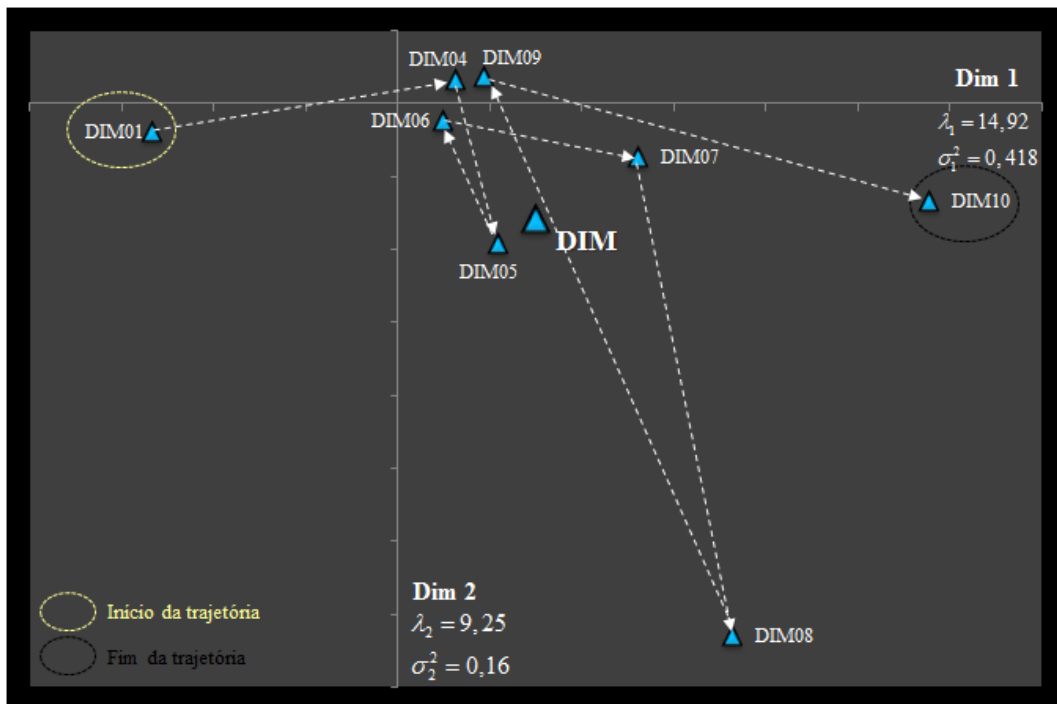 DIM04 DIM09
Dim 1
DIM01
DIM06
λ₁ = 14,92
DIM07
σ₁² = 0,418
DIM10
DIM
DIM05
Dim 2
Início da trajetória
λ₂ = 9,25
DIM08
Fim da trajetória
σ₂² = 0,16